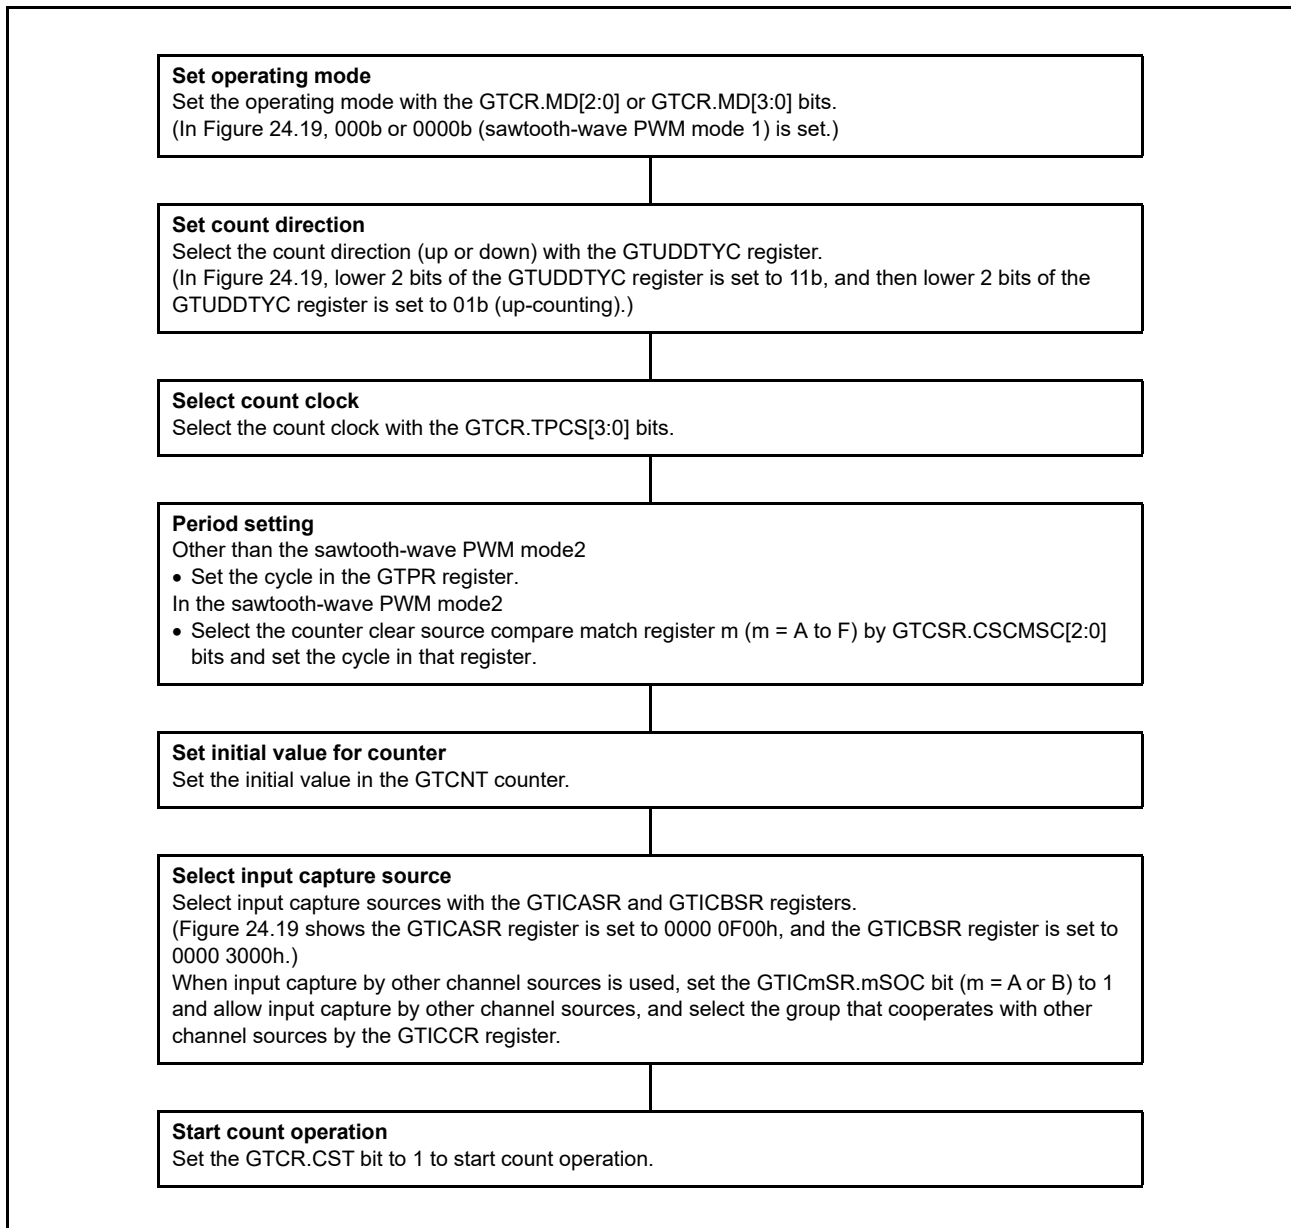 Set operating mode
Set the operating mode with the GTCR.MD[2:0] or GTCR.MD[3:0] bits.
(In Figure 24.19, 000b or 0000b (sawtooth-wave PWM mode 1) is set.)
Set count direction
Select the count direction (up or down) with the GTUDDTYC register.
(In Figure 24.19, lower 2 bits of the GTUDDTYC register is set to 11b, and then lower 2 bits of the
GTUDDTYC register is set to 01b (up-counting).)
Select count clock
Select the count clock with the GTCR.TPCS[3:0] bits.
Period setting
Other than the sawtooth-wave PWM mode2
• Set the cycle in the GTPR register.
In the sawtooth-wave PWM mode2
• Select the counter clear source compare match register m (m = A to F) by GTCSR.CSCMSC[2:0]
bits and set the cycle in that register.
Set initial value for counter
Set the initial value in the GTCNT counter.
Select input capture source
Select input capture sources with the GTICASR and GTICBSR registers.
(Figure 24.19 shows the GTICASR register is set to 0000 0F00h, and the GTICBSR register is set to
0000 3000h.)
When input capture by other channel sources is used, set the GTICmSR.mSOC bit (m = A or B) to 1
and allow input capture by other channel sources, and select the group that cooperates with other
channel sources by the GTICCR register.
Start count operation
Set the GTCR.CST bit to 1 to start count operation.